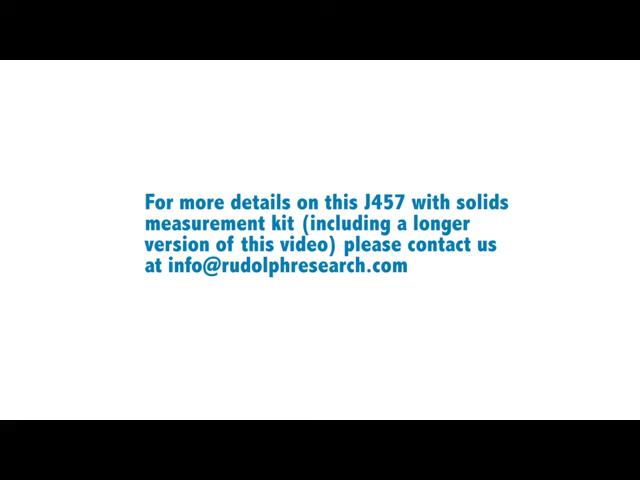 For more details on this J457 with solids
measurement kit (including a longer
version of this video) please contact us
at info@rudolphresearch.com